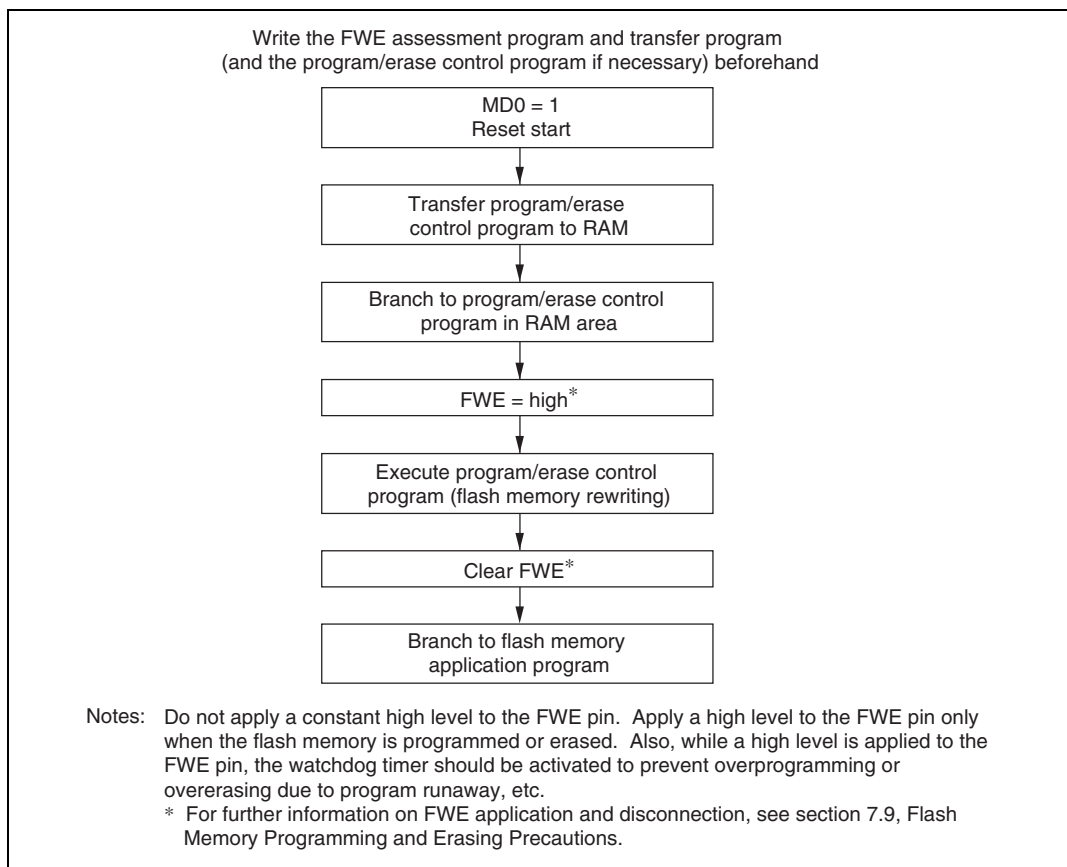 Write the FWE assessment program and transfer program
(and the program/erase control program if necessary) beforehand
MD0 = 1
Reset start
Transfer program/erase
control program to RAM
Branch to program/erase control
program in RAM area
FWE = high*
Execute program/erase control
program (flash memory rewriting)
Clear FWE*
Branch to flash memory
application program
Notes: Do not apply a constant high level to the FWE pin. Apply a high level to the FWE pin only
when the flash memory is programmed or erased. Also, while a high level is applied to the
FWE pin, the watchdog timer should be activated to prevent overprogramming or
overerasing due to program runaway, etc.
* For further information on FWE application and disconnection, see section 7.9, Flash
Memory Programming and Erasing Precautions.